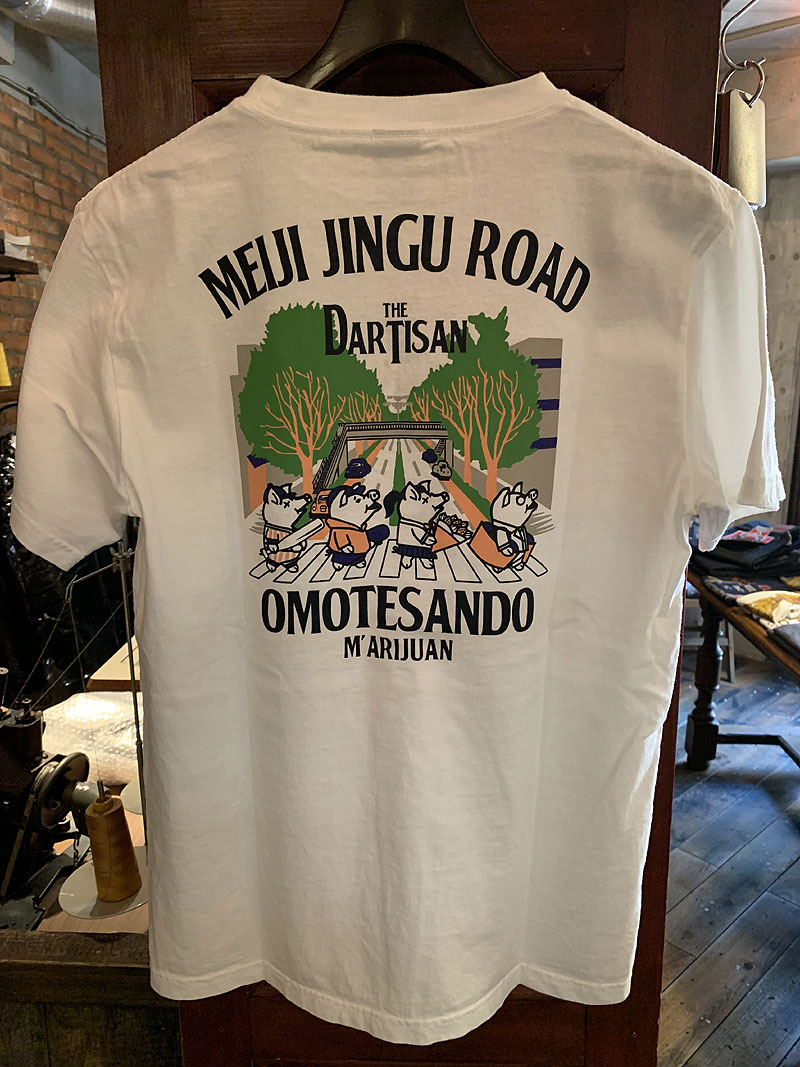 MEIJI JINGU ROAD
THE
DARTISAN
OMOTESANDO
M'ARIJUAN